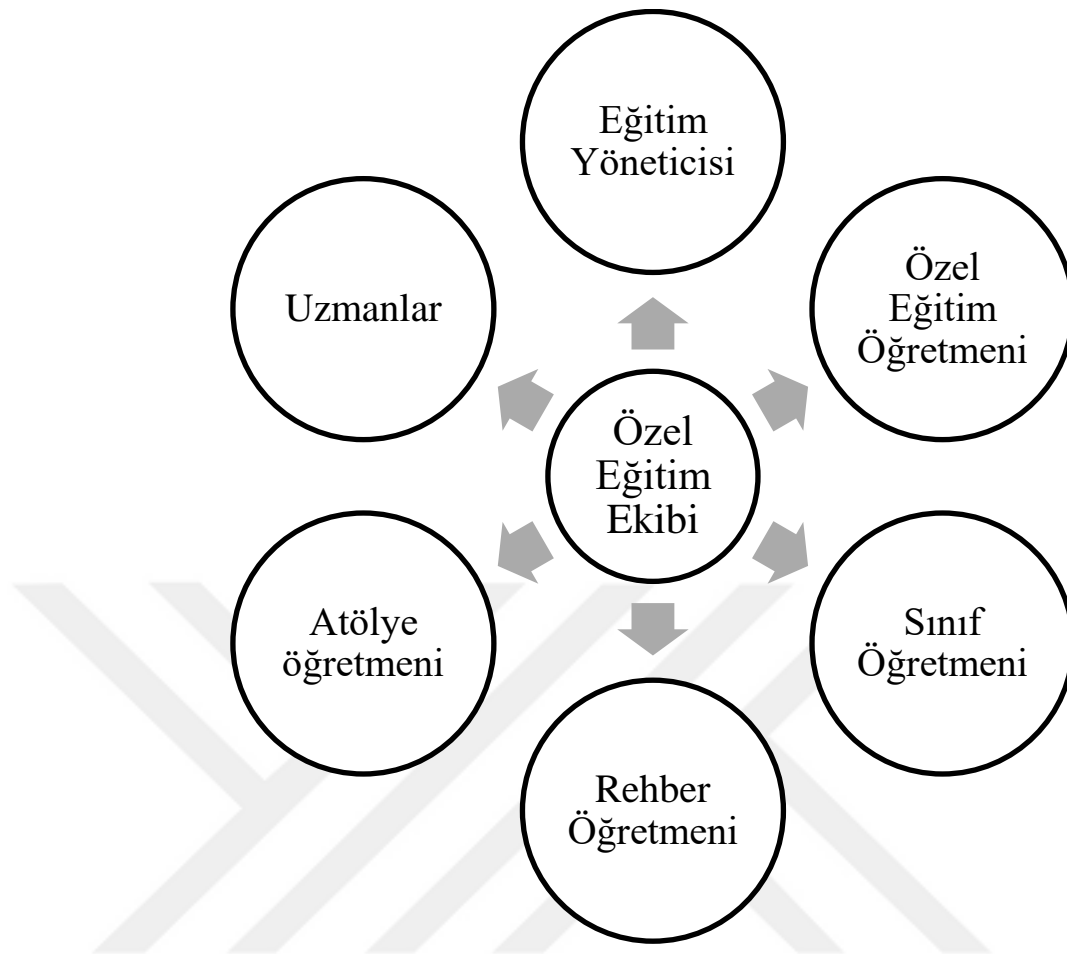 Eğitim
Yöneticisi
Uzmanlar
Özel
Eğitim
Öğretmeni
Özel
Eğitim
Ekibi
Atölye
öğretmeni
Sınıf
Öğretmeni
Rehber
Öğretmeni